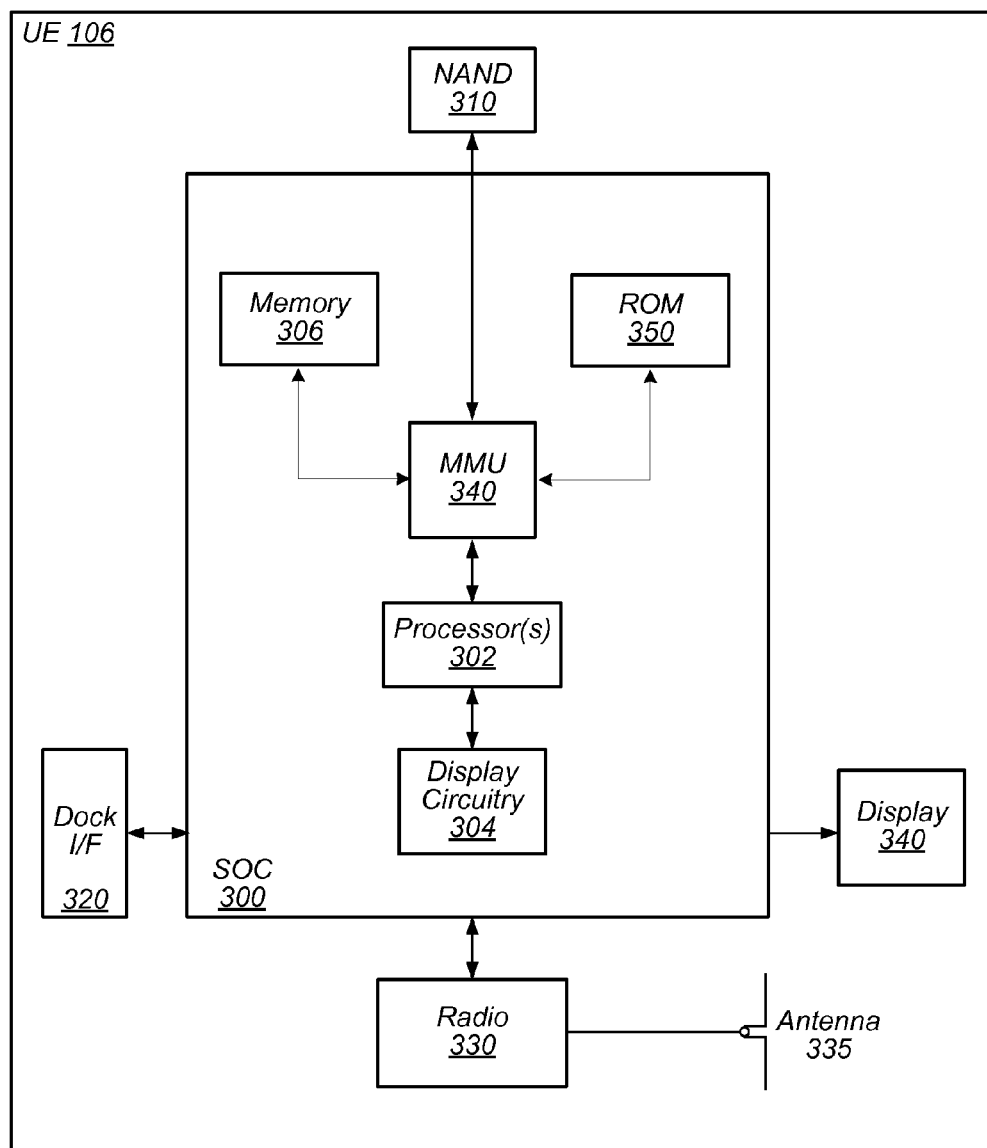 UE 106
NAND
310
Memory
306
ROM
350
MMU
340
Processor(s)
302
Display
Circuitry
304
Dock
I/F
320
SOC
300
Display
340
Radio
330
Antenna
335